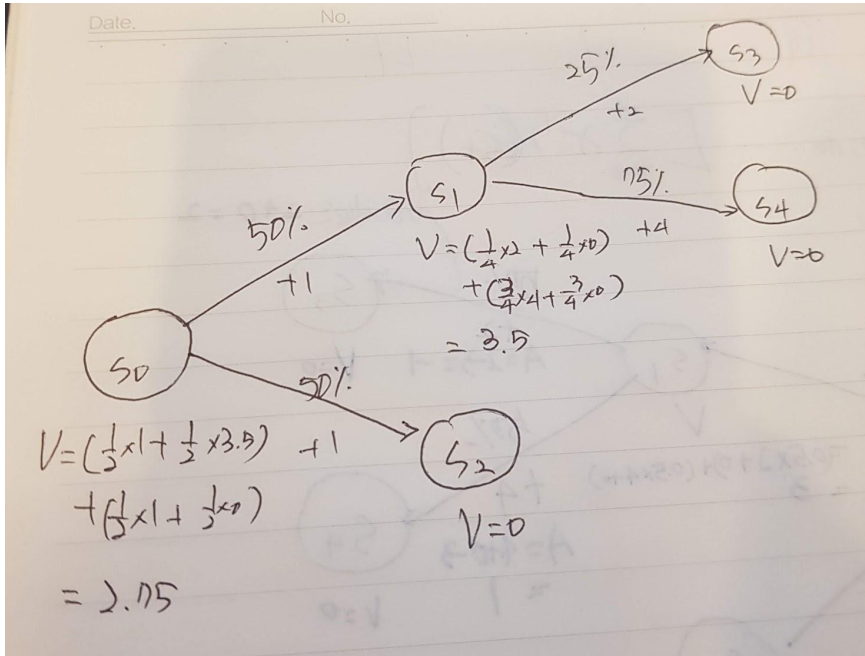 Date. No.
S3
25%
V=0
+2
S1
75%
S4
50%
+4
V=0
+1
V=(1/4×2 + 1/4×0)
+(3/4×4+3/4×0)
= 3.5
S0
50%
V=(1/2×1+ 1/2×3.5)
+1
S2
+(1/2×1+ 1/2×0)
V=0
= 2.75